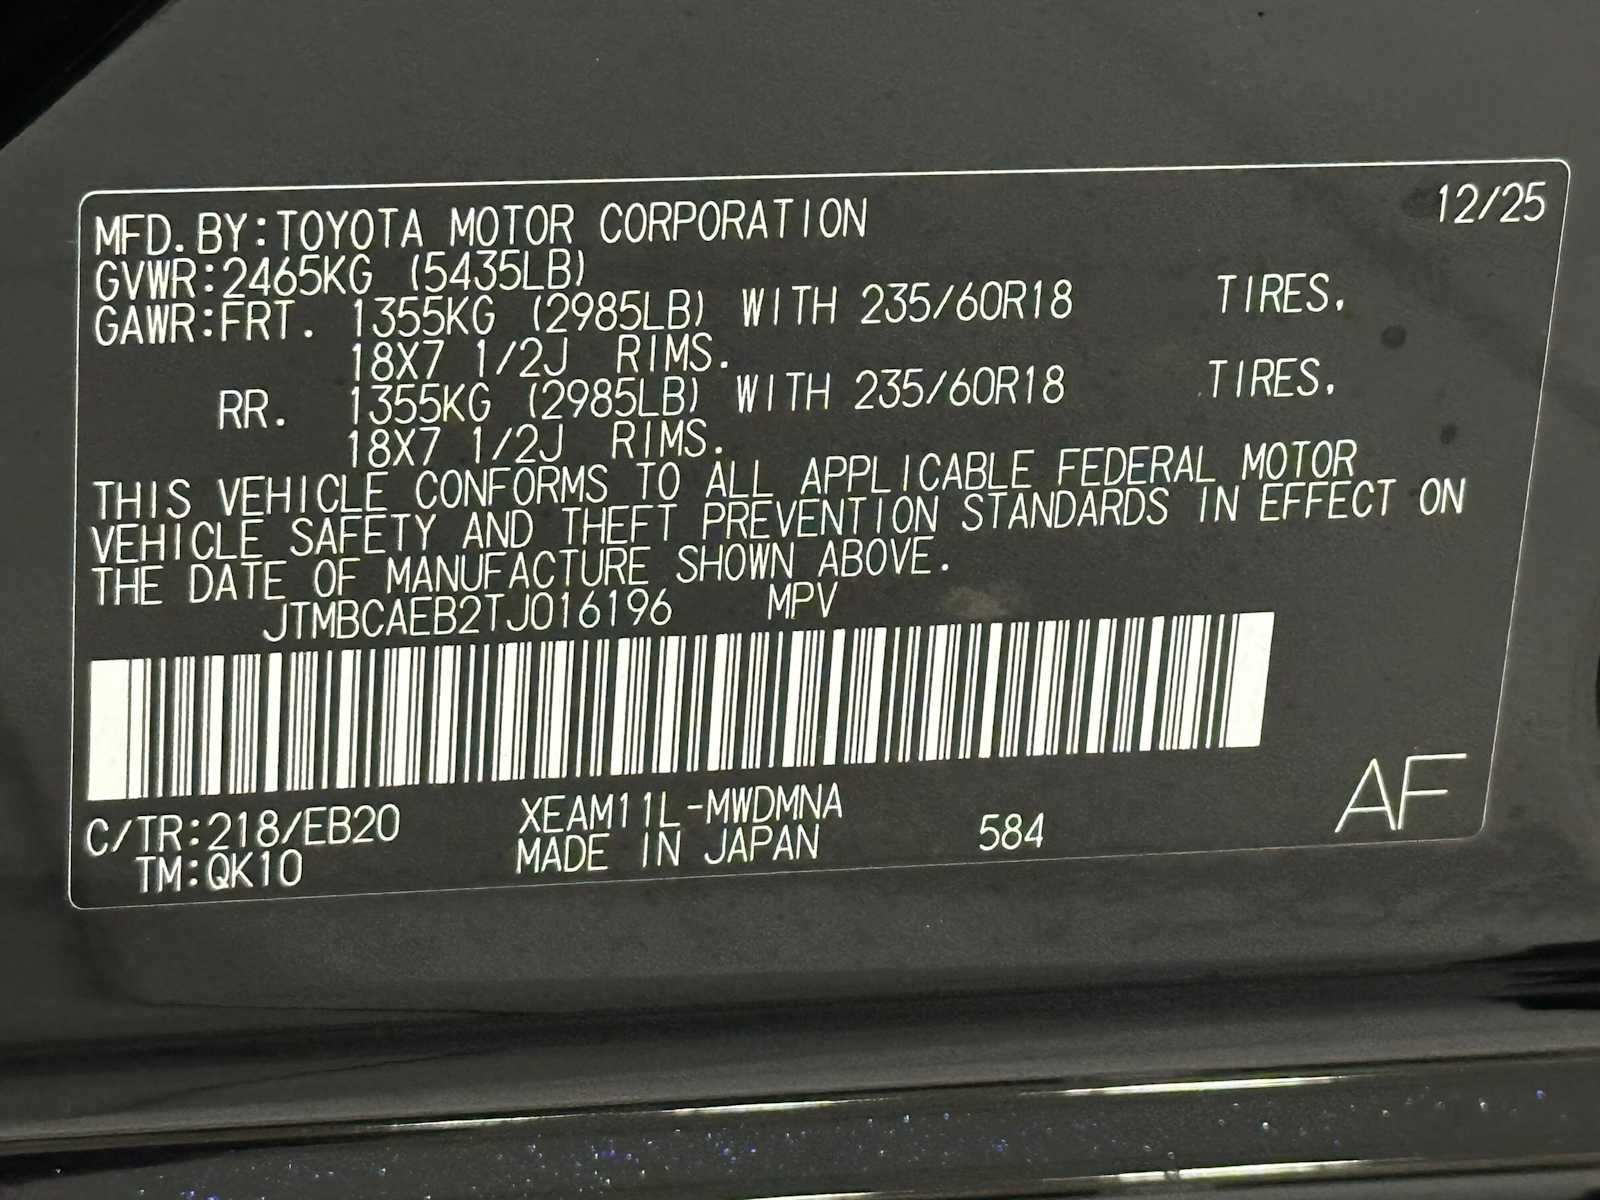 12/25
MFD.BY:TOYOTA MOTOR CORPORATION
GVWR:2465KG (5435LB)
GAWR:FRT. 1355KG (2985LB) WITH 235/60R18 TIRES,
18X7 1/2J RIMS.
RR. 1355KG (2985LB) WITH 235/60R18 TIRES,
18X7 1/2J RIMS.
THIS VEHICLE CONFORMS TO ALL APPLICABLE FEDERAL MOTOR
VEHICLE SAFETY AND THEFT PREVENTION STANDARDS IN EFFECT ON
THE DATE OF MANUFACTURE SHOWN ABOVE.
JTMBCAEB2TJ016196 MPV
C/TR:218/EB20 XEAM11L-MWDMNA
TM:QK10 MADE IN JAPAN 584
AF